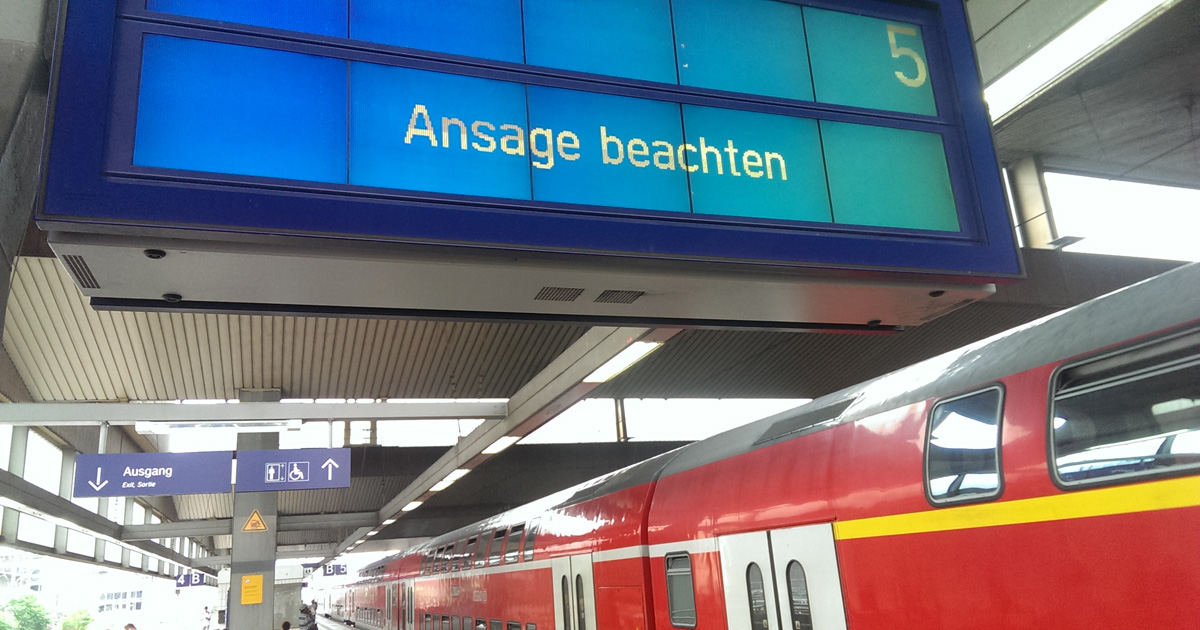 5
Ansage beachten
Ausgang
Exit, Sortie
4 B
B 5